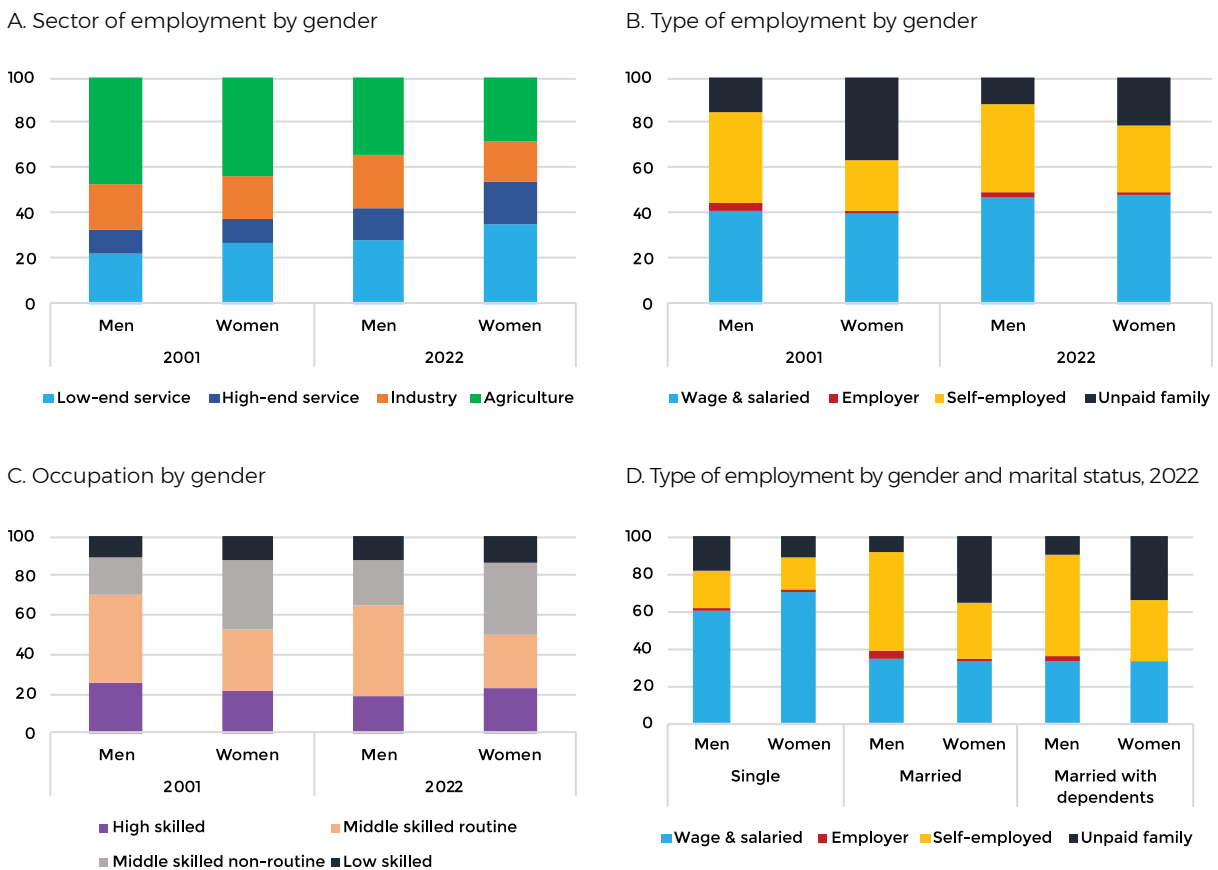 A. Sector of employment by gender
100
80
60
40
20
0
Men Women Men Women
2001 2022
Low-end service High-end service Industry Agriculture
B. Type of employment by gender
100
80
60
40
20
0
Men Women Men Women
2001 2022
Wage & salaried Employer Self-employed Unpaid family
C. Occupation by gender
100
80
60
40
20
0
Men Women Men Women
2001 2022
High skilled Middle skilled routine
Middle skilled non-routine Low skilled
D. Type of employment by gender and marital status, 2022
100
80
60
40
20
0
Men Women Men Women Men Women
Single Married Married with
dependents
Wage & salaried Employer Self-employed Unpaid family